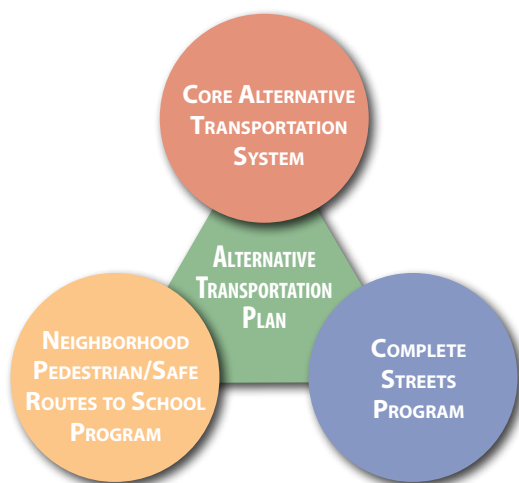 Core Alternative
Transportation
System
Alternative
Transportation
Plan
Neighborhood
Pedestrian/Safe
Routes to School
Program
Complete
Streets
Program